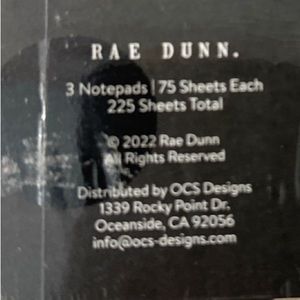 RAE DUNN.
3 Notepads | 75 Sheets Each
225 Sheets Total
© 2022 Rae Dunn
All Rights Reserved
Distributed by OCS Designs
1339 Rocky Point Dr.
Oceanside, CA 92056
info@ocs-designs.com